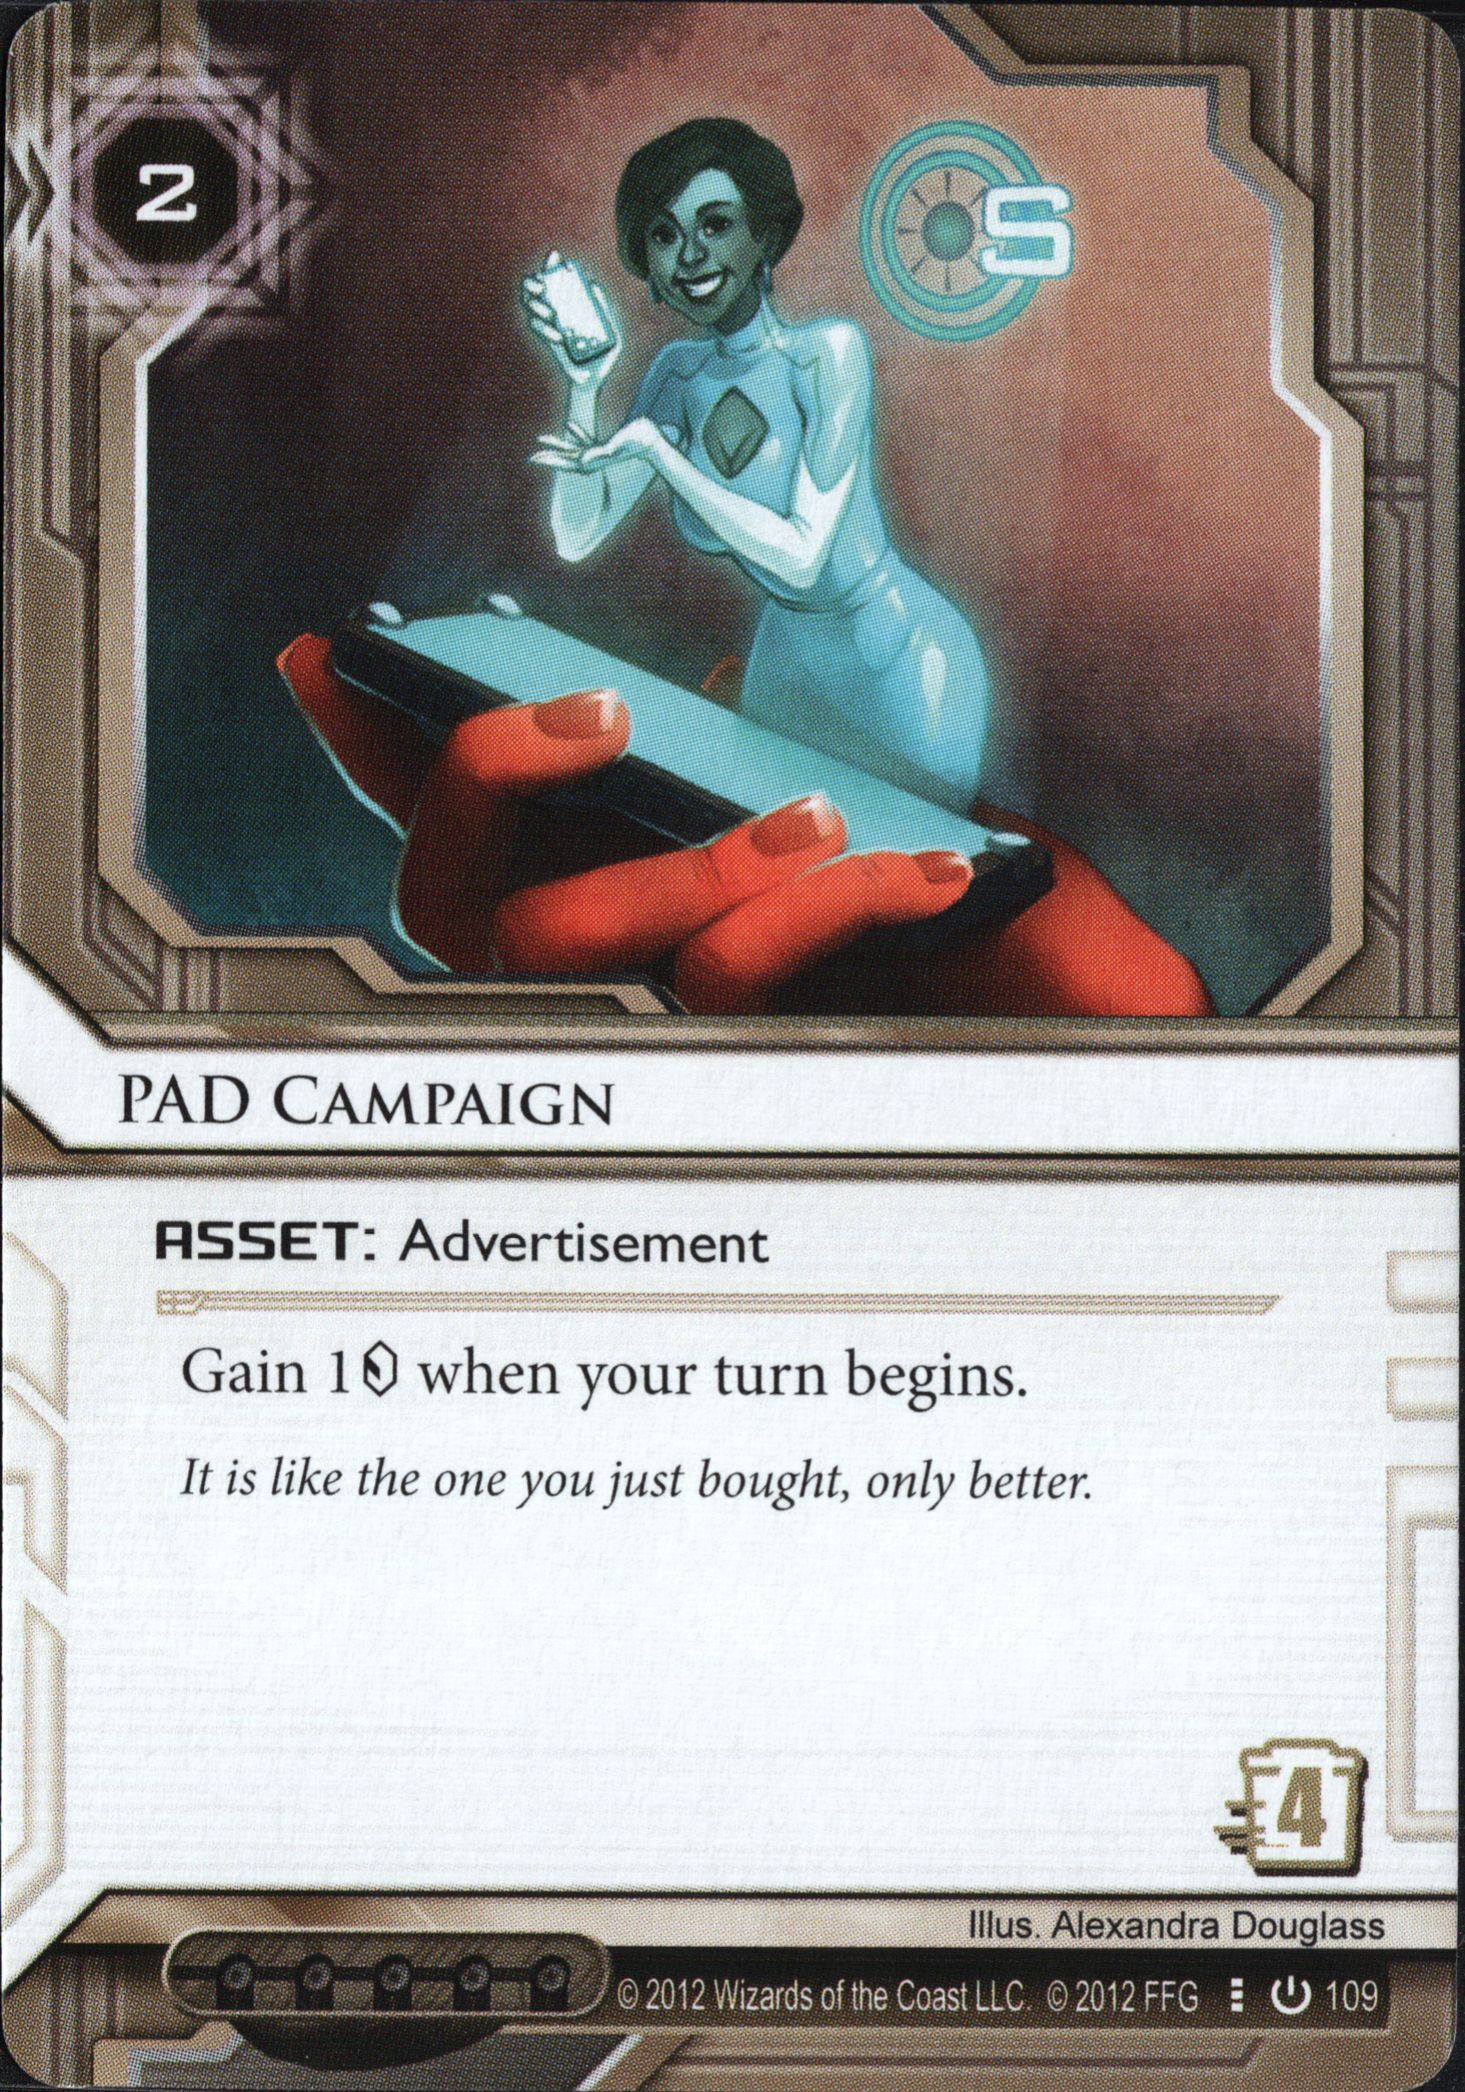 2
S
PAD CAMPAIGN
ASSET: Advertisement
Gain 1 when your turn begins.
It is like the one you just bought, only better.
4
Illus. Alexandra Douglass
© 2012 Wizards of the Coast LLC. © 2012 FFG 109